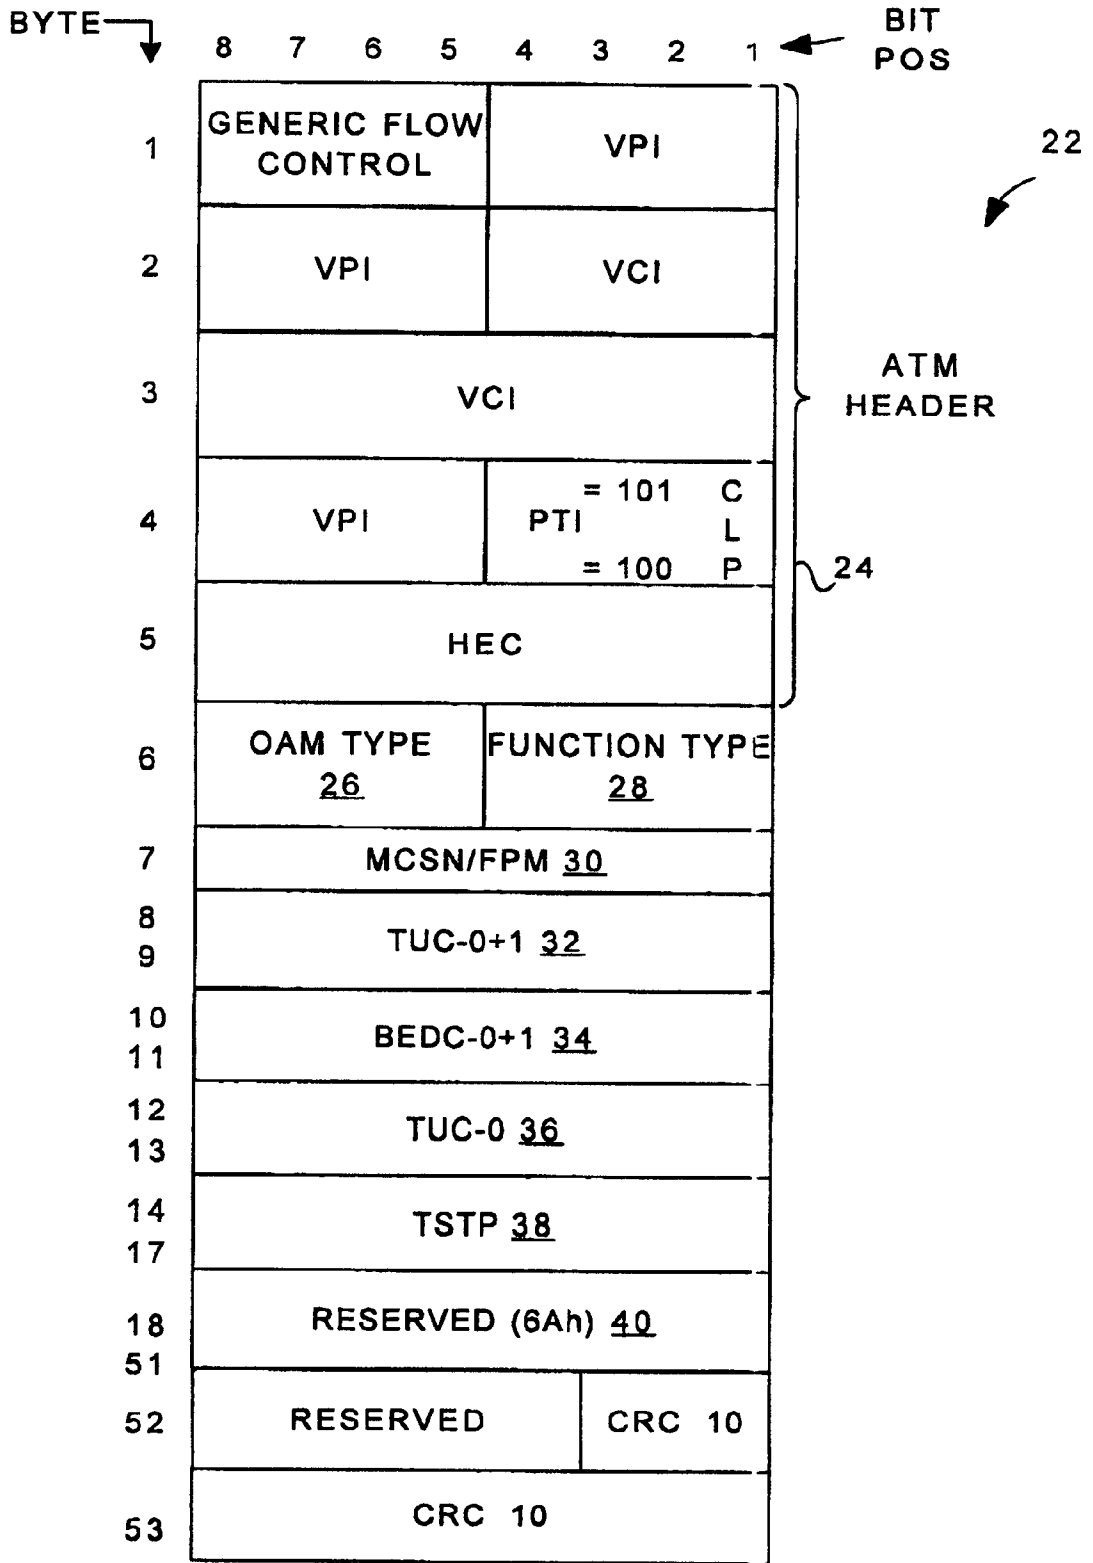 BYTE
8 7 6 5 4 3 2 1
BIT
POS
22
1
GENERIC FLOW
CONTROL
VPI
2
VPI
VCI
3
VCI
ATM
HEADER
4
VPI
PTI
= 101
= 100
C
L
P
24
5
HEC
6
OAM TYPE
26
FUNCTION TYPE
28
7
MCSN/FPM 30
8
9
TUC-0+1 32
10
11
BEDC-0+1 34
12
13
TUC-0 36
14
17
TSTP 38
18
51
RESERVED (6Ah) 40
52
RESERVED
CRC 10
53
CRC 10